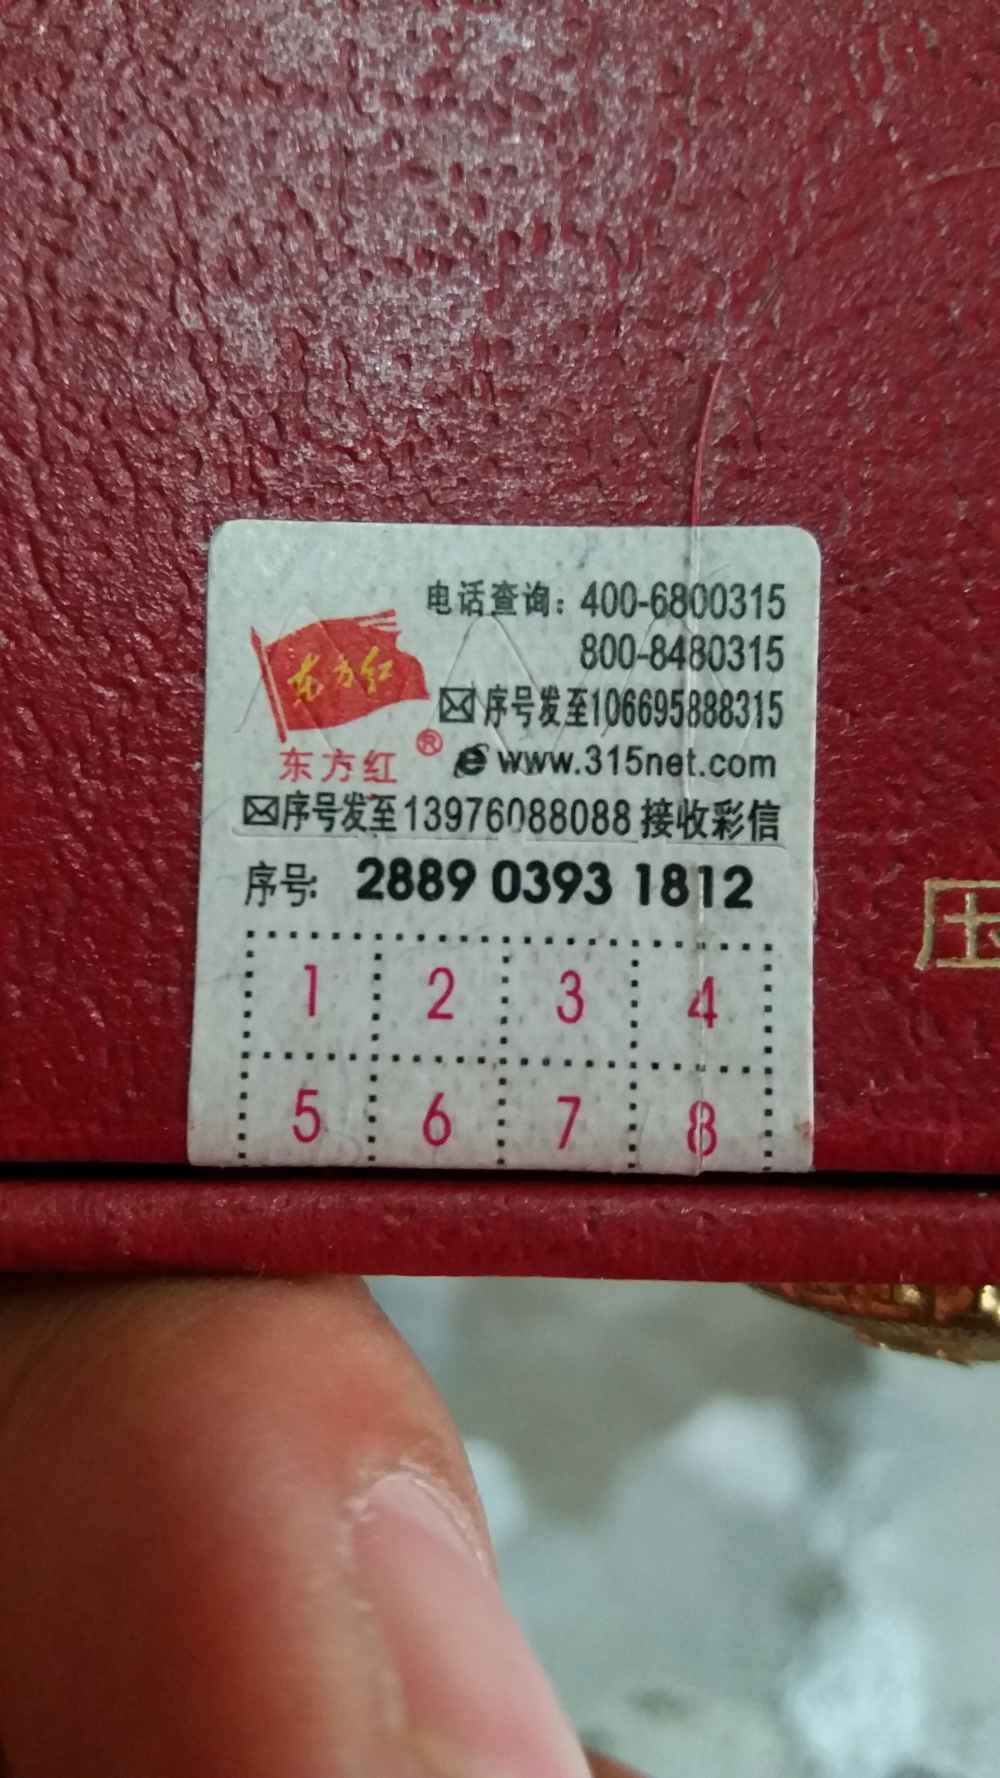 电话查询：400-6800315
800-8480315
东方红
序号发至106695888315
东方红®
www.315net.com
序号发至13976088088接收彩信
序号: 2889 0393 1812
1 2 3 4
5 6 7 8
压